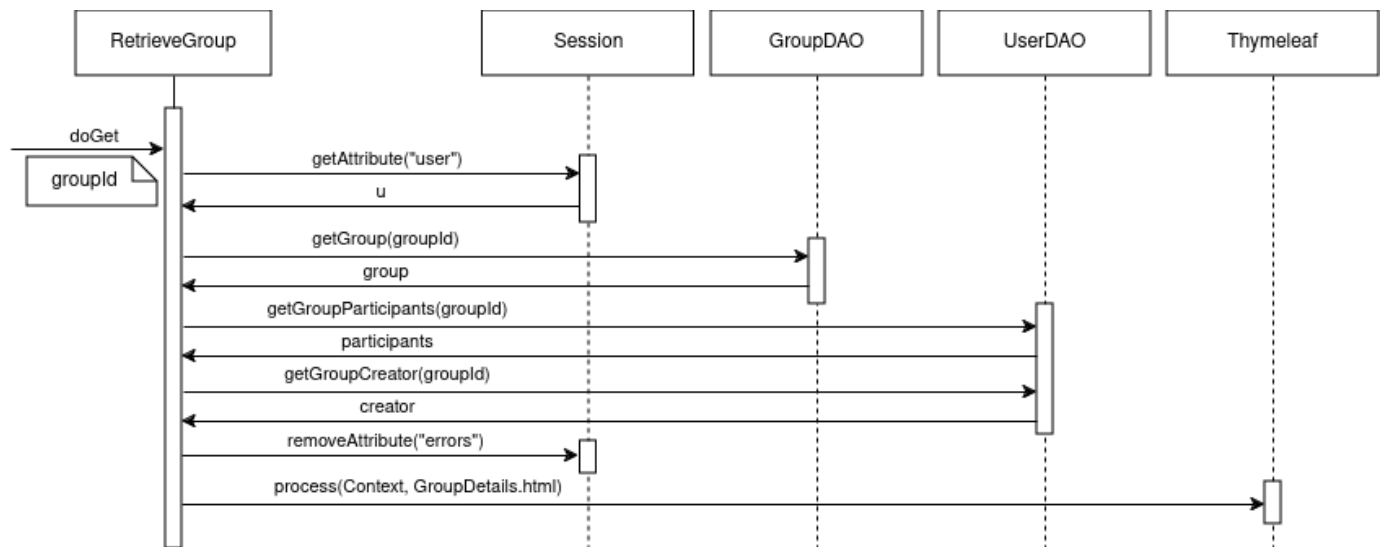 RetrieveGroup
Session
GroupDAO
UserDAO
Thymeleaf
doGet
groupId
getAttribute("user")
u
getGroup(groupId)
group
getGroupParticipants(groupId)
participants
getGroupCreator(groupId)
creator
removeAttribute("errors")
process(Context, GroupDetails.html)